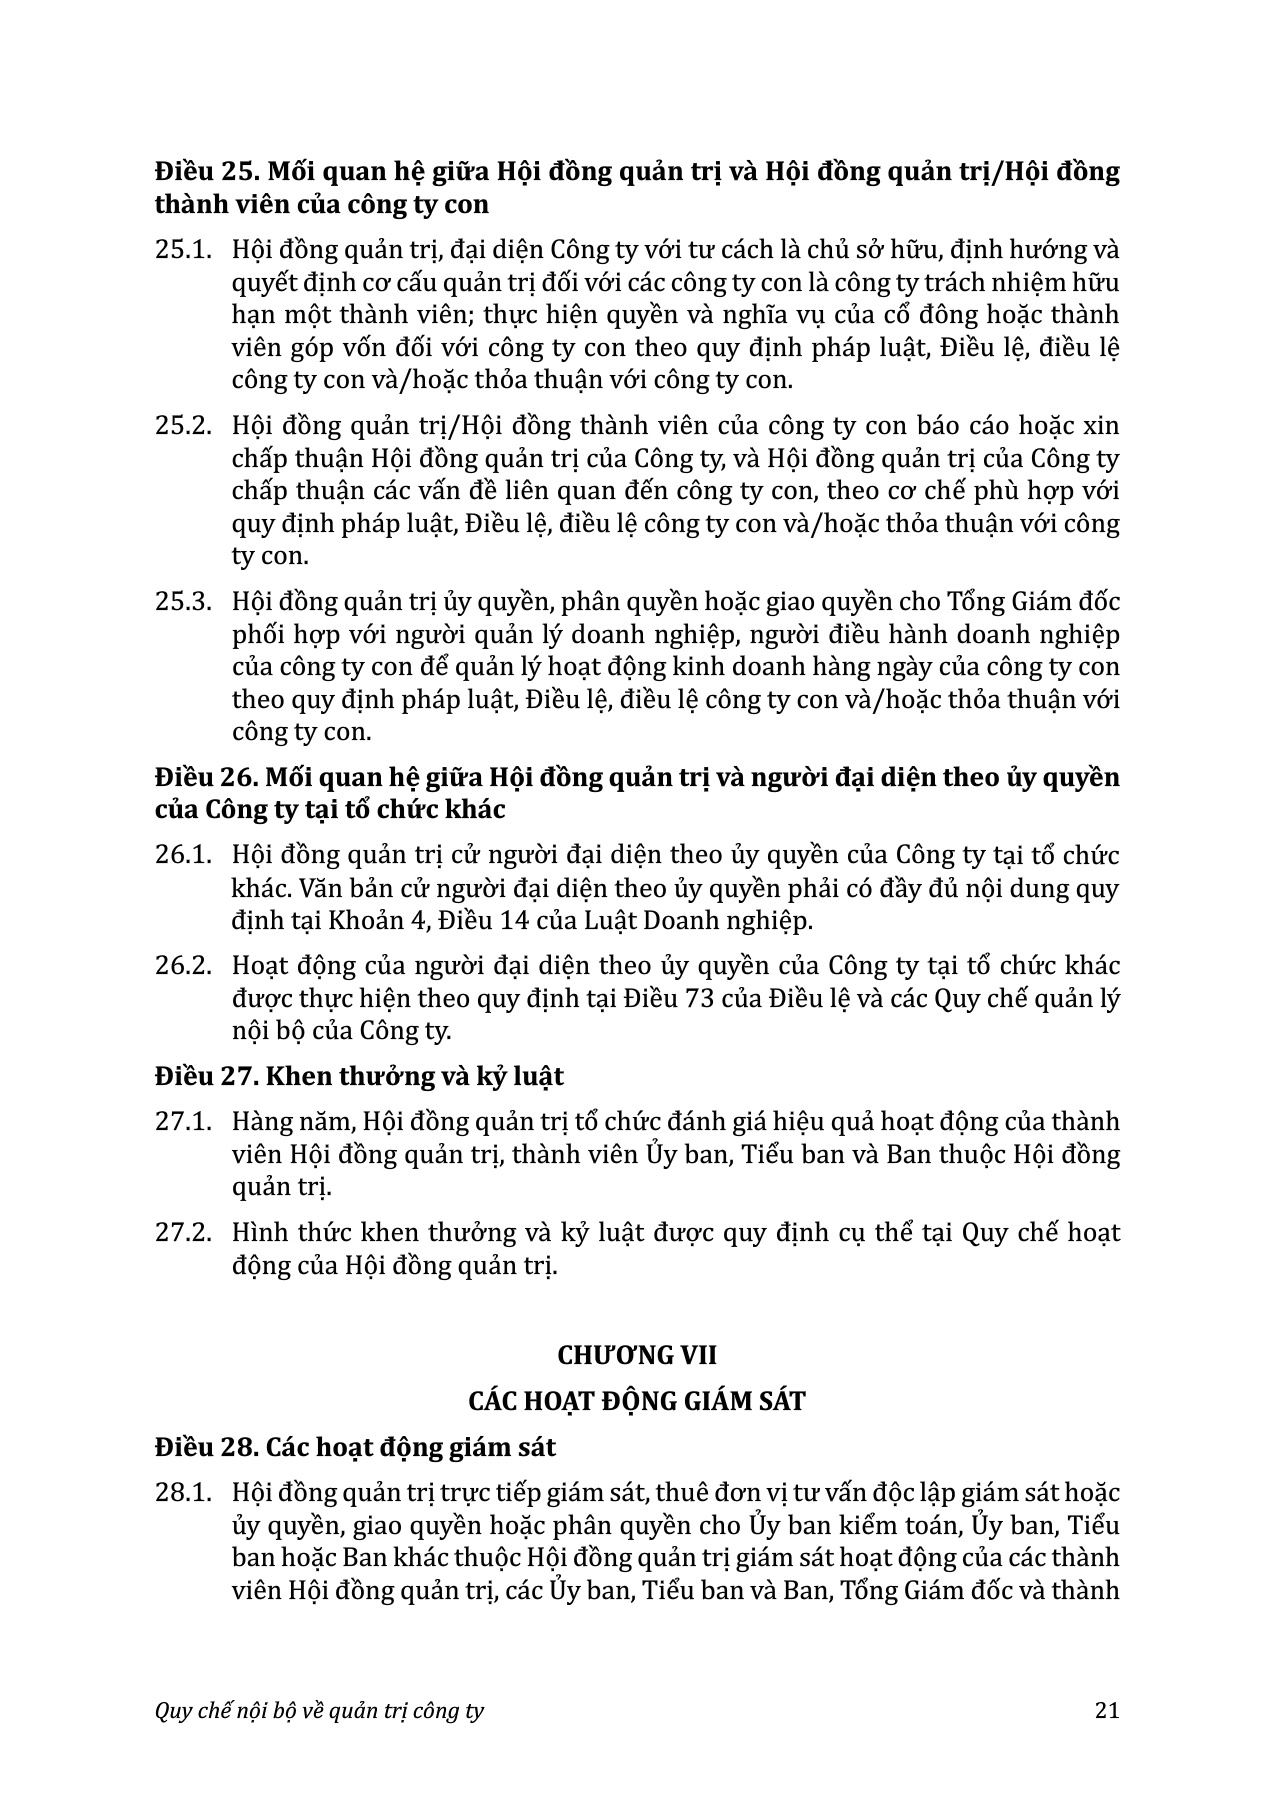 Điều 25. Mối quan hệ giữa Hội đồng quản trị và Hội đồng quản trị/Hội đồng
thành viên của công ty con
25.1. Hội đồng quản trị, đại diện Công ty với tư cách là chủ sở hữu, định hướng và
quyết định cơ cấu quản trị đối với các công ty con là công ty trách nhiệm hữu
hạn một thành viên; thực hiện quyền và nghĩa vụ của cổ đông hoặc thành
viên góp vốn đối với công ty con theo quy định pháp luật, Điều lệ, điều lệ
công ty con và/hoặc thỏa thuận với công ty con.
25.2. Hội đồng quản trị/Hội đồng thành viên của công ty con báo cáo hoặc xin
chấp thuận Hội đồng quản trị của Công ty, và Hội đồng quản trị của Công ty
chấp thuận các vấn đề liên quan đến công ty con, theo cơ chế phù hợp với
quy định pháp luật, Điều lệ, điều lệ công ty con và/hoặc thỏa thuận với công
ty con.
25.3. Hội đồng quản trị ủy quyền, phân quyền hoặc giao quyền cho Tổng Giám đốc
phối hợp với người quản lý doanh nghiệp, người điều hành doanh nghiệp
của công ty con để quản lý hoạt động kinh doanh hàng ngày của công ty con
theo quy định pháp luật, Điều lệ, điều lệ công ty con và/hoặc thỏa thuận với
công ty con.
Điều 26. Mối quan hệ giữa Hội đồng quản trị và người đại diện theo ủy quyền
của Công ty tại tổ chức khác
26.1. Hội đồng quản trị cử người đại diện theo ủy quyền của Công ty tại tổ chức
khác. Văn bản cử người đại diện theo ủy quyền phải có đầy đủ nội dung quy
định tại Khoản 4, Điều 14 của Luật Doanh nghiệp.
26.2. Hoạt động của người đại diện theo ủy quyền của Công ty tại tổ chức khác
được thực hiện theo quy định tại Điều 73 của Điều lệ và các Quy chế quản lý
nội bộ của Công ty.
Điều 27. Khen thưởng và kỷ luật
27.1. Hàng năm, Hội đồng quản trị tổ chức đánh giá hiệu quả hoạt động của thành
viên Hội đồng quản trị, thành viên Ủy ban, Tiểu ban và Ban thuộc Hội đồng
quản trị.
27.2. Hình thức khen thưởng và kỷ luật được quy định cụ thể tại Quy chế hoạt
động của Hội đồng quản trị.
CHƯƠNG VII
CÁC HOẠT ĐỘNG GIÁM SÁT
Điều 28. Các hoạt động giám sát
28.1. Hội đồng quản trị trực tiếp giám sát, thuê đơn vị tư vấn độc lập giám sát hoặc
ủy quyền, giao quyền hoặc phân quyền cho Ủy ban kiểm toán, Ủy ban, Tiểu
ban hoặc Ban khác thuộc Hội đồng quản trị giám sát hoạt động của các thành
viên Hội đồng quản trị, các Ủy ban, Tiểu ban và Ban, Tổng Giám đốc và thành
Quy chế nội bộ về quản trị công ty 21